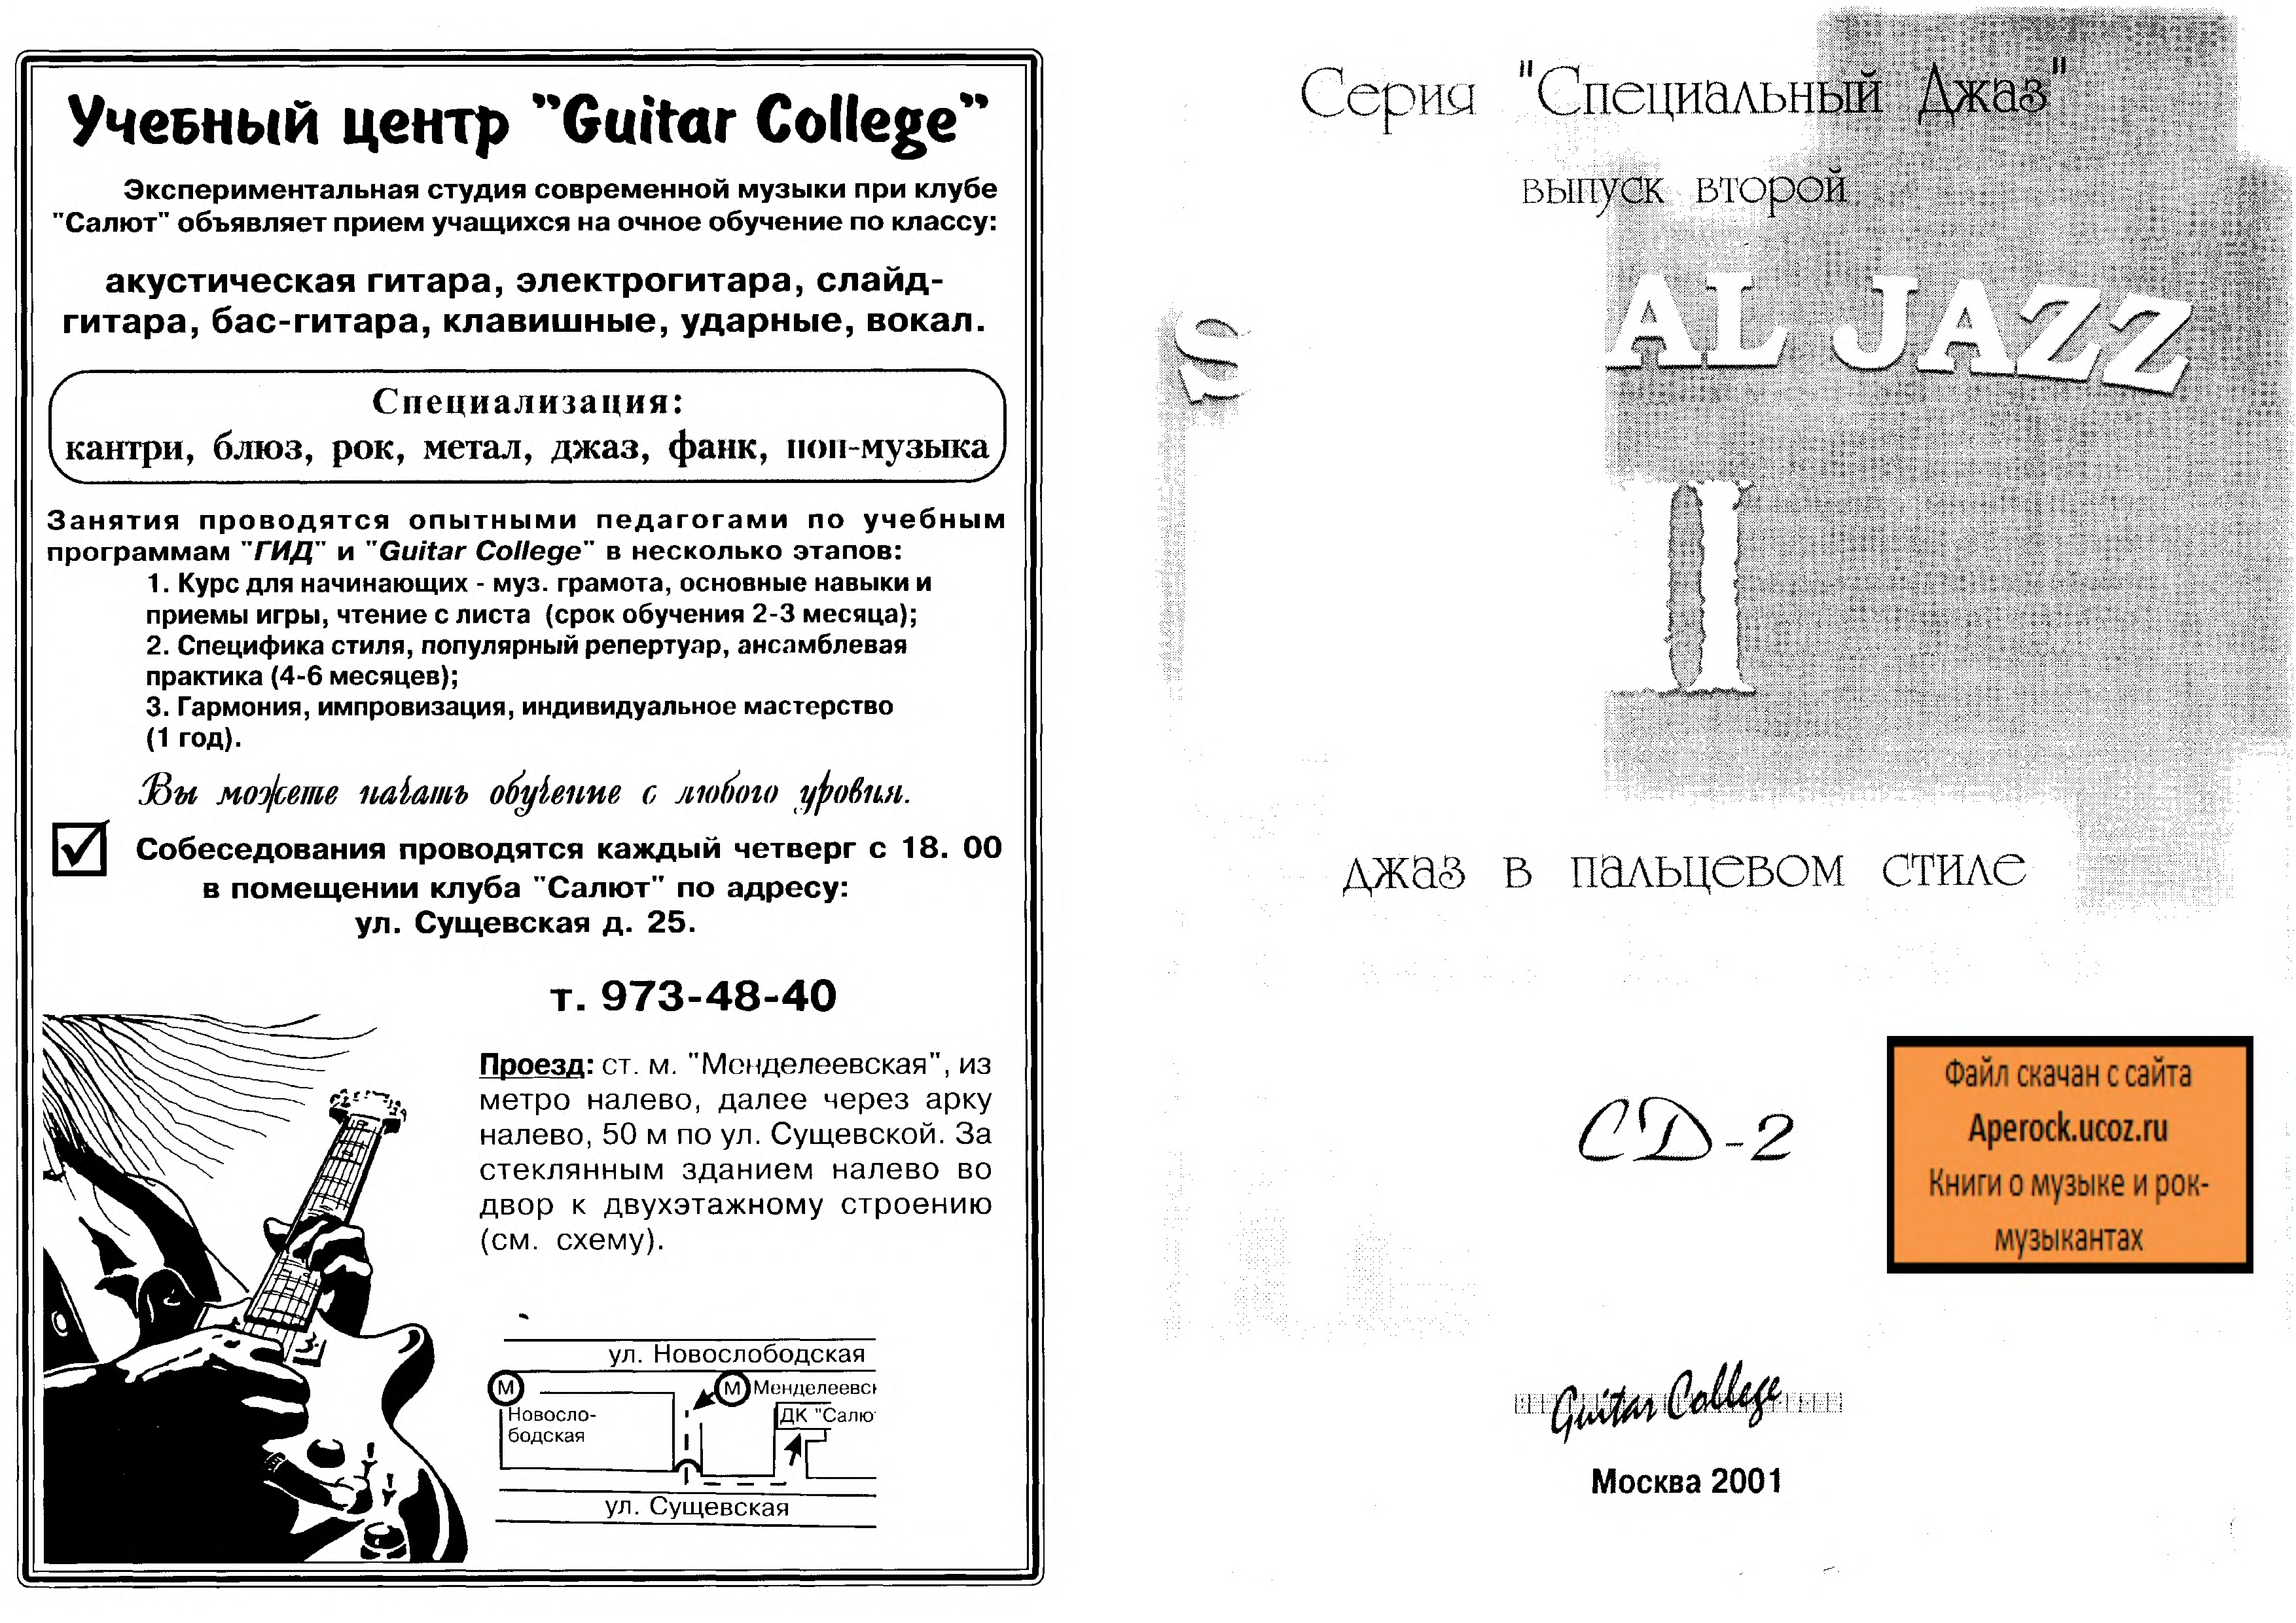 Учебный центр "Guitar College"
Экспериментальная студия современной музыки при клубе
"Салют" объявляет прием учащихся на очное обучение по классу:
акустическая гитара, электрогитара, слайд-
гитара, бас-гитара, клавишные, ударные, вокал.
Специализация:
кантри, блюз, рок, метал, джаз, фанк, поп-музыка
Занятия проводятся опытными педагогами по учебным
программам "ГИД" и "Guitar College" в несколько этапов:
1. Курс для начинающих - муз. грамота, основные навыки и
приемы игры, чтение с листа (срок обучения 2-3 месяца);
2. Специфика стиля, популярный репертуар, ансамблевая
практика (4-6 месяцев);
3. Гармония, импровизация, индивидуальное мастерство
(1 год).
Вы можете начать обучение с любого уровня.
Собеседования проводятся каждый четверг с 18. 00
в помещении клуба "Салют" по адресу:
ул. Сущевская д. 25.
т. 973-48-40
Проезд: ст. м. "Менделеевская", из
метро налево, далее через арку
налево, 50 м по ул. Сущевской. За
стеклянным зданием налево во
двор к двухэтажному строению
(см. схему).
ул. Новослободская
М
М Менделеевс
Новосло-
бодская
ДК "Салю
ул. Сущевская
Серия "Специальный Джаз"
выпуск второй
S AL JAZZ
II
джаз в пальцевом стиле
CD-2
Файл скачан с сайта
Aperock.ucoz.ru
Книги о музыке и рок-
музыкантах
Guitar College
Москва 2001